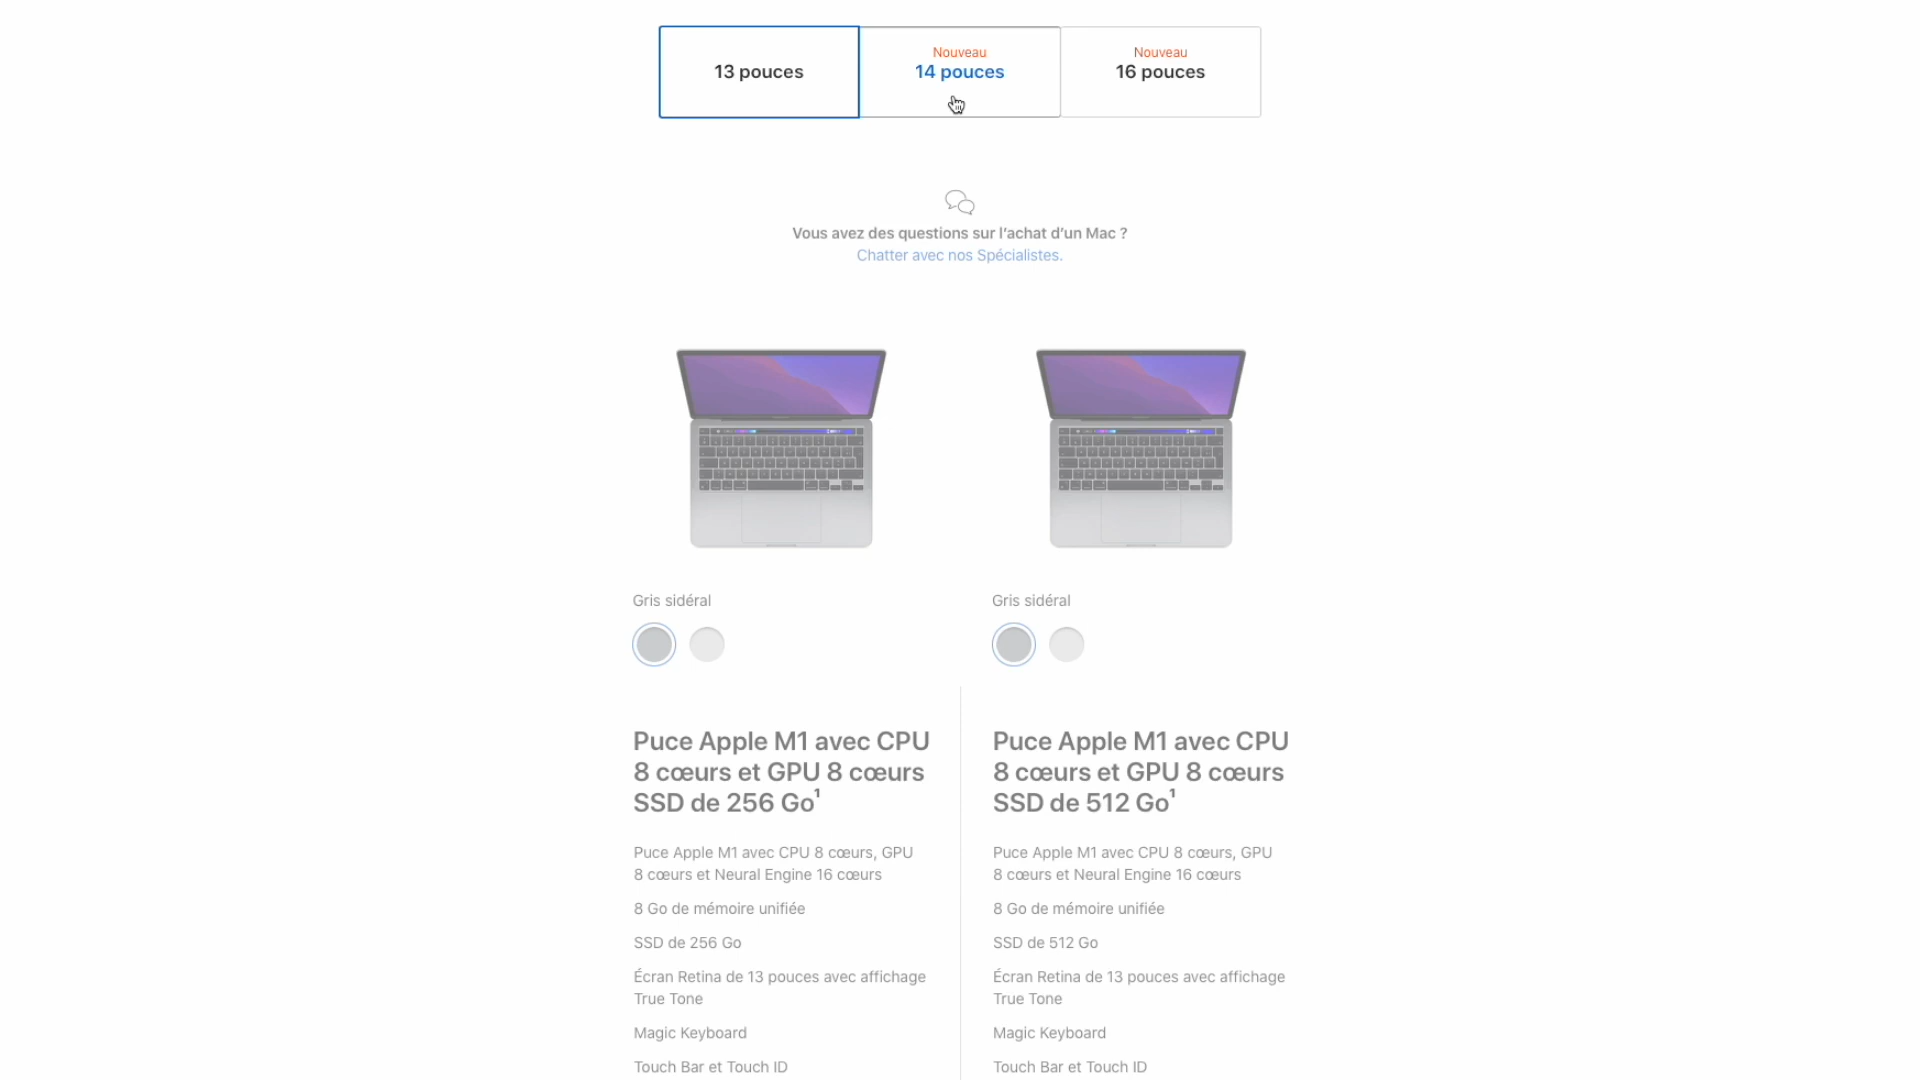 13 pouces
Nouveau
14 pouces
Nouveau
16 pouces
Vous avez des questions sur l’achat d’un Mac ?
Chatter avec nos Spécialistes.
Gris sidéral
Puce Apple M1 avec CPU
8 cœurs et GPU 8 cœurs
SSD de 256 Go¹
Puce Apple M1 avec CPU 8 cœurs, GPU
8 cœurs et Neural Engine 16 cœurs
8 Go de mémoire unifiée
SSD de 256 Go
Écran Retina de 13 pouces avec affichage
True Tone
Magic Keyboard
Touch Bar et Touch ID
Gris sidéral
Puce Apple M1 avec CPU
8 cœurs et GPU 8 cœurs
SSD de 512 Go¹
Puce Apple M1 avec CPU 8 cœurs, GPU
8 cœurs et Neural Engine 16 cœurs
8 Go de mémoire unifiée
SSD de 512 Go
Écran Retina de 13 pouces avec affichage
True Tone
Magic Keyboard
Touch Bar et Touch ID